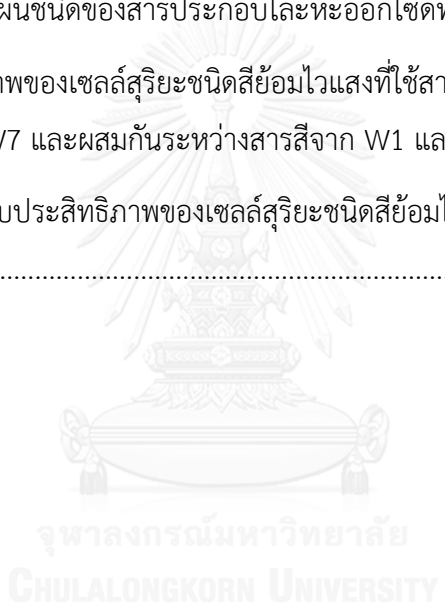 ผันชนิดของสารประกอบโลหะออกไซด์
าพของเซลล์สุริยะชนิดสีย้อมไวแสงที่ใช้สา
V7 และผสมกันระหว่างสารสีจาก W1 แล
บประสิทธิภาพของเซลล์สุริยะชนิดสีย้อมไ
จุฬาลงกรณ์มหาวิทยาลัย
CHULALONGKORN UNIVERSITY